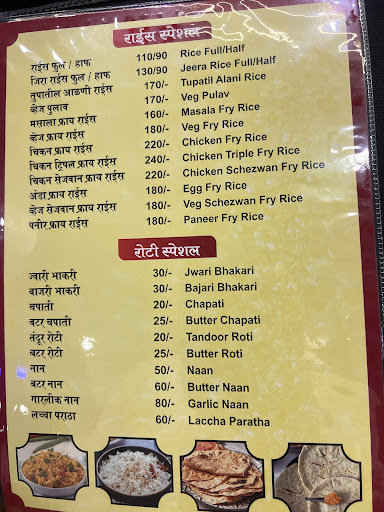 राईस स्पेशल
राईस फुल / हाफ 110/90 Rice Full/Half
जिरा राईस फुल / हाफ 130/90 Jeera Rice Full/Half
तुपातील आळणी राईस 170/- Tupatil Alani Rice
व्हेज पुलाव 170/- Veg Pulav
मसाला फ्राय राईस 160/- Masala Fry Rice
व्हेज फ्राय राईस 180/- Veg Fry Rice
चिकन फ्राय राईस 220/- Chicken Fry Rice
चिकन ट्रिपल फ्राय राईस 240/- Chicken Triple Fry Rice
चिकन सेजवान फ्राय राईस 220/- Chicken Schezwan Fry Rice
अंडा फ्राय राईस 180/- Egg Fry Rice
व्हेज सेजवान फ्राय राईस 180/- Veg Schezwan Fry Rice
पनीर फ्राय राईस 180/- Paneer Fry Rice
रोटी स्पेशल
ज्वारी भाकरी 30/- Jwari Bhakari
बाजरी भाकरी 30/- Bajari Bhakari
चपाती 20/- Chapati
बटर चपाती 25/- Butter Chapati
तंदूर रोटी 20/- Tandoor Roti
बटर रोटी 25/- Butter Roti
नान 50/- Naan
बटर नान 60/- Butter Naan
गारलीक नान 80/- Garlic Naan
लच्चा पराठा 60/- Laccha Paratha